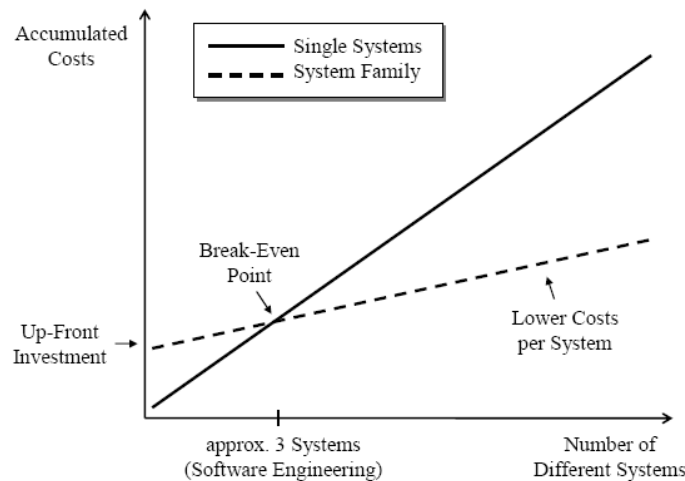 Accumulated
Costs
Single Systems
System Family
Break-Even
Point
Up-Front
Investment
Lower Costs
per System
approx. 3 Systems
(Software Engineering)
Number of
Different Systems